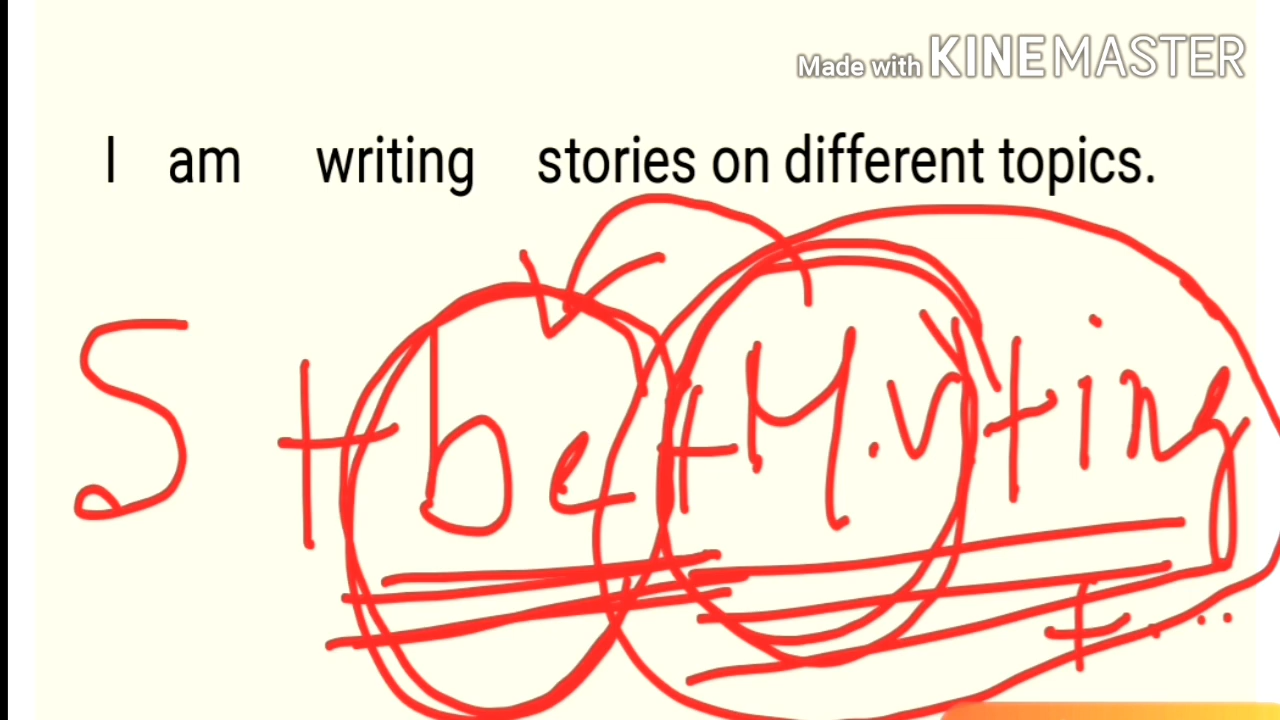 Made with KINEMASTER
I am writing stories on different topics.
S + be + M.V + ing
+ ....